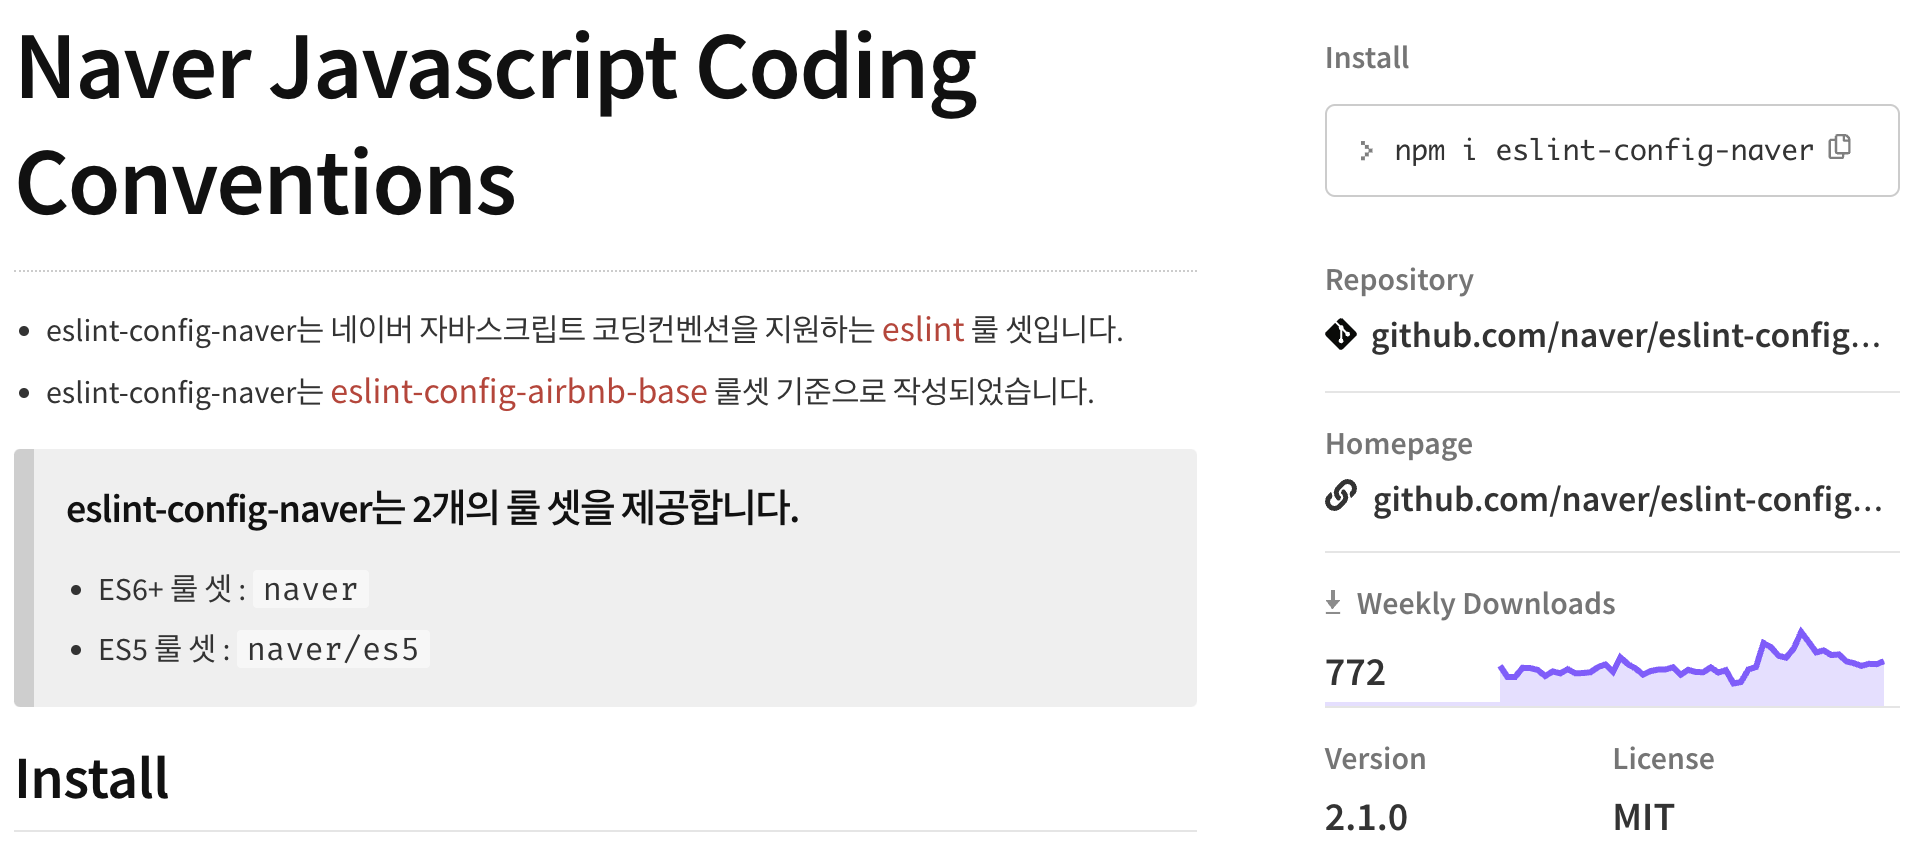 Naver Javascript Coding
Conventions
eslint-config-naver는 네이버 자바스크립트 코딩컨벤션을 지원하는 eslint 룰 셋입니다.
eslint-config-naver는 eslint-config-airbnb-base 룰셋 기준으로 작성되었습니다.
eslint-config-naver는 2개의 룰 셋을 제공합니다.
ES6+ 룰 셋 : naver
ES5 룰 셋 : naver/es5
Install
Install
npm i eslint-config-naver
Repository
github.com/naver/eslint-config...
Homepage
github.com/naver/eslint-config...
Weekly Downloads
772
Version
2.1.0
License
MIT